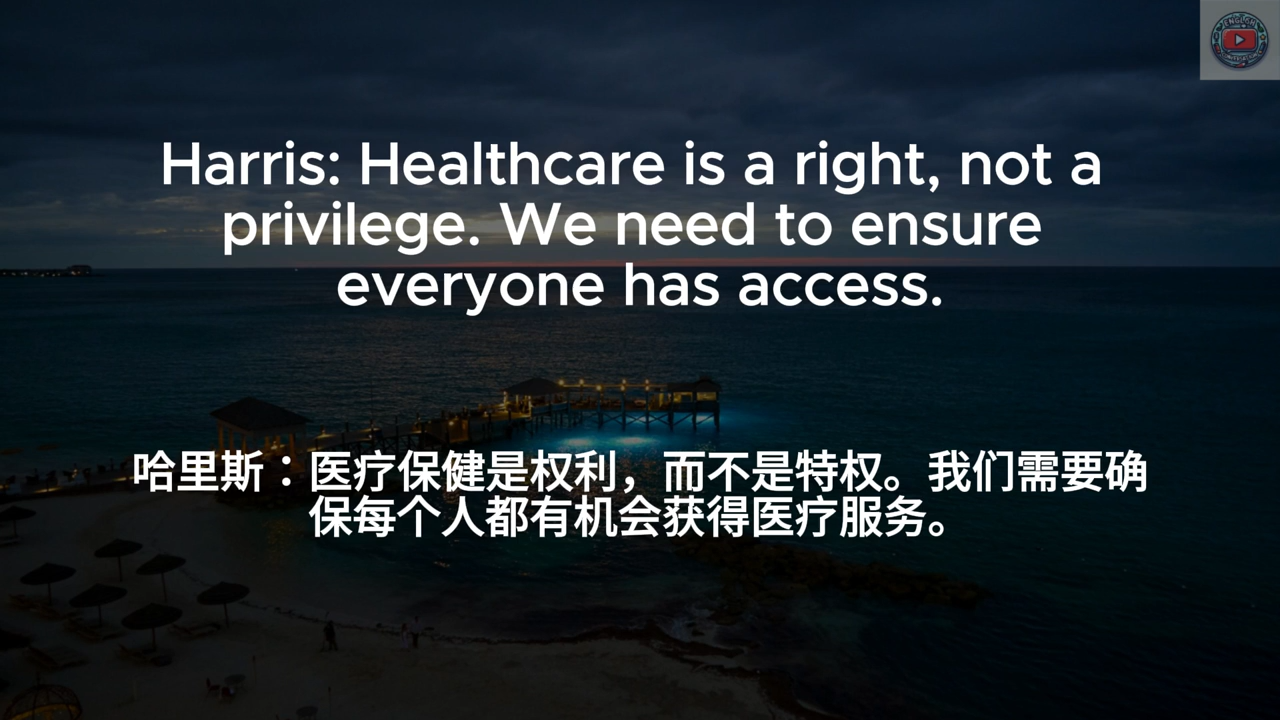 ENGLISH
CONVERSATION
Harris: Healthcare is a right, not a
privilege. We need to ensure
everyone has access.
哈里斯：医疗保健是权利，而不是特权。我们需要确
保每个人都有机会获得医疗服务。